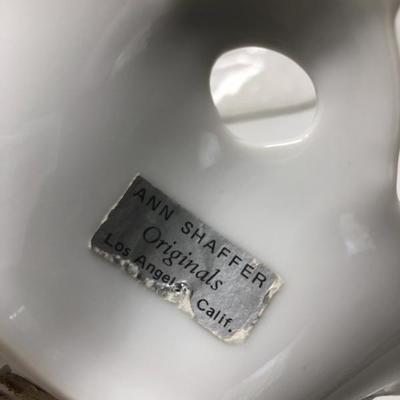 ANN SHAFFER
Originals
Los Angeles, Calif.